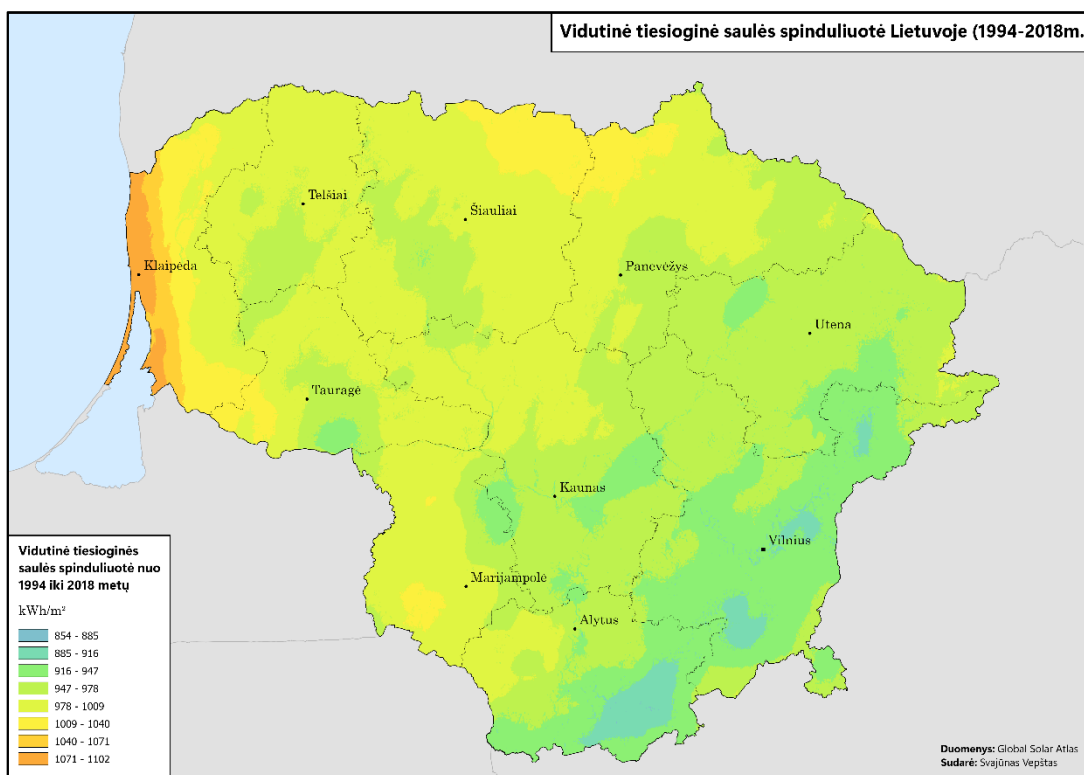 Vidutinė tiesioginė saulės spinduliuotė Lietuvoje (1994-2018m.
Telšiai
Šiauliai
Klaipėda
Panevėžys
Utena
Tauragė
Kaunas
Vilnius
Marijampolė
Alytus
Vidutinė tiesioginės
saulės spinduliuotė nuo
1994 iki 2018 metų
kWh/m²
854 - 885
885 - 916
916 - 947
947 - 978
978 - 1009
1009 - 1040
1040 - 1071
1071 - 1102
Duomenys: Global Solar Atlas
Sudarė: Svajūnas Vepštas